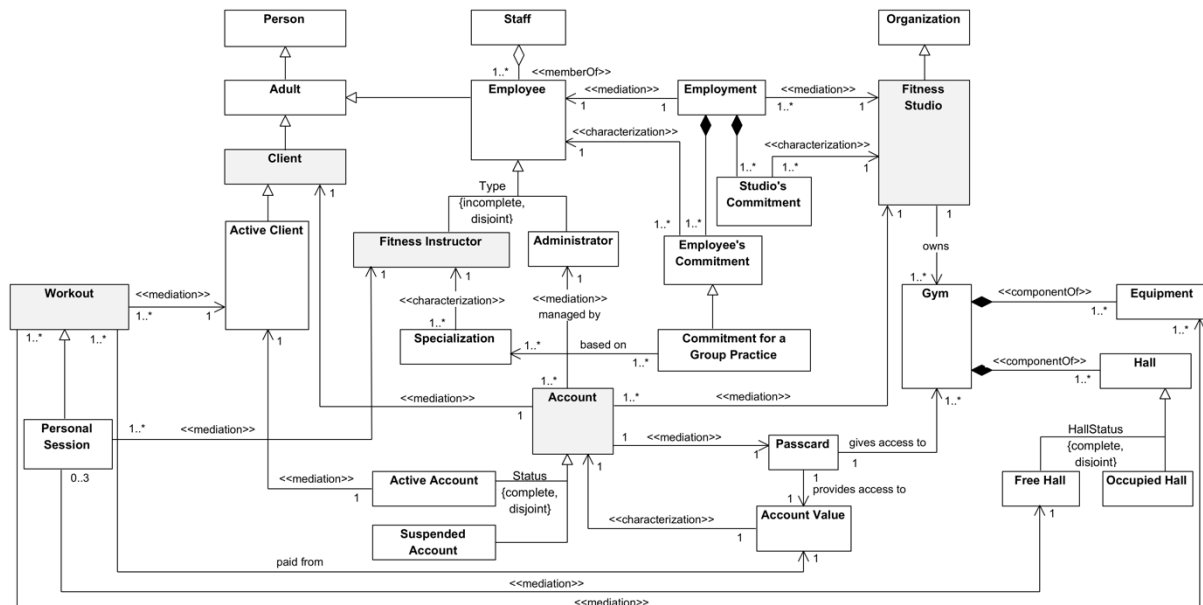 Person
Staff
Organization
1..*
<<memberOf>>
Adult
Employee
<<mediation>>
1
1
Employment
1..*
<<mediation>>
1
Fitness
Studio
<<characterization>>
1
<<characterization>>
1..*
1
Client
1
Type
{incomplete,
disjoint}
1..*
1..*
1..*
Studio's
Commitment
1
1
Active Client
Fitness Instructor
1
1
Administrator
1
Employee's
Commitment
owns
1..*
Workout
<<mediation>>
1..*
1
<<characterization>>
<<mediation>>
managed by
Gym
<<componentOf>>
1..*
Equipment
1
1..*
1..*
1
1..*
Specialization
1..*
based on
1..*
Commitment for a
Group Practice
<<componentOf>>
1..*
Hall
1..*
<<mediation>>
1
Account
1..*
<<mediation>>
1..*
Personal
Session
1..*
<<mediation>>
1
<<mediation>>
1
Passcard
gives access to
1
HallStatus
{complete,
disjoint}
0..3
<<mediation>>
1
Active Account
Status
{complete,
disjoint}
1
1
provides access to
1
Free Hall
Occupied Hall
Suspended
Account
<<characterization>>
1
Account Value
1
1
paid from
<<mediation>>
<<mediation>>